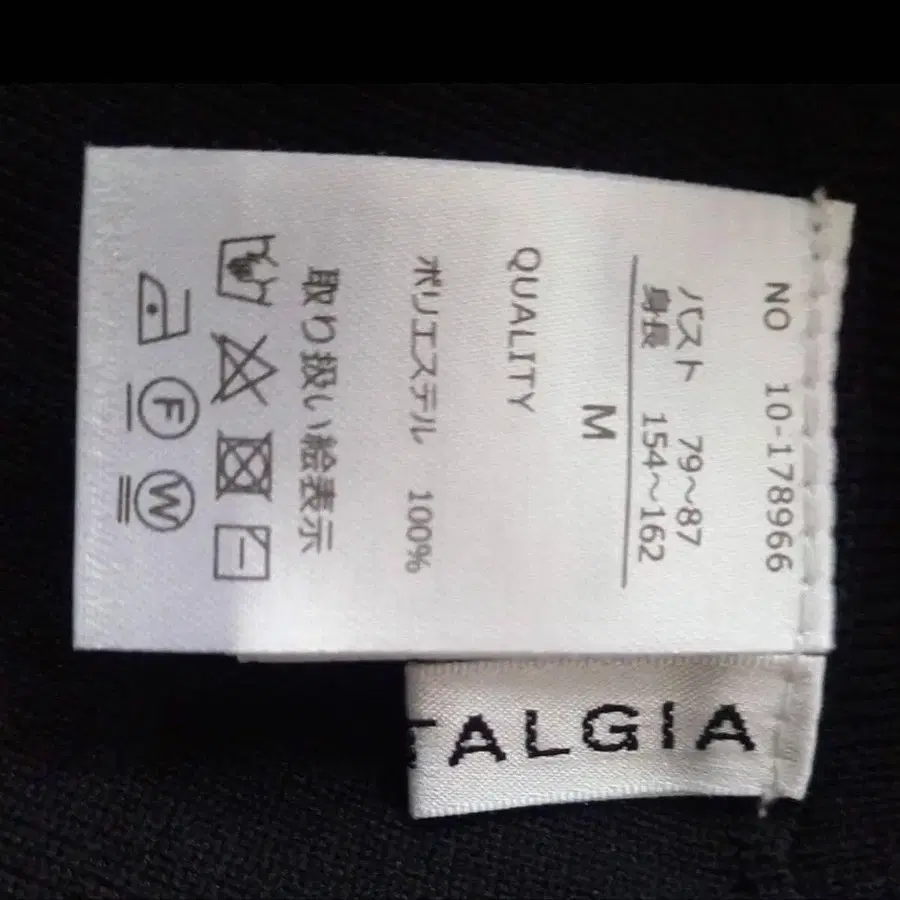 NO 10-178966
バスト 79～87
身長 154～162
M
QUALITY
ポリエステル 100%
取り扱い絵表示
F W
TALGIA